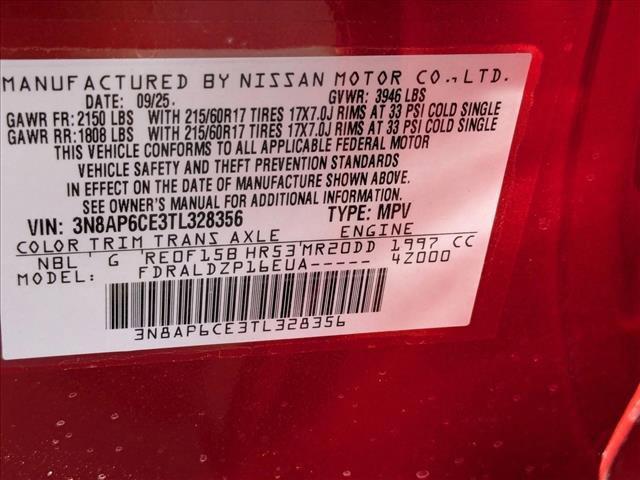 MANUFACTURED BY NISSAN MOTOR CO., LTD.
DATE: 09/25. GVWR: 3946 LBS
GAWR FR: 2150 LBS WITH 215/60R17 TIRES 17X7.0J RIMS AT 33 PSI COLD SINGLE
GAWR RR: 1808 LBS WITH 215/60R17 TIRES 17X7.0J RIMS AT 33 PSI COLD SINGLE
THIS VEHICLE CONFORMS TO ALL APPLICABLE FEDERAL MOTOR
VEHICLE SAFETY AND THEFT PREVENTION STANDARDS
IN EFFECT ON THE DATE OF MANUFACTURE SHOWN ABOVE.
SEE OWNER'S MANUAL FOR ADDITIONAL INFORMATION.
VIN: 3N8AP6CE3TL328356 TYPE: MPV
COLOR TRIM TRANS AXLE ENGINE
NBL ' G 'RE0F15B HR53'MR20DD 1997 CC
MODEL: FDRALDZP16EUA----- 4Z000
3N8AP6CE3TL328356